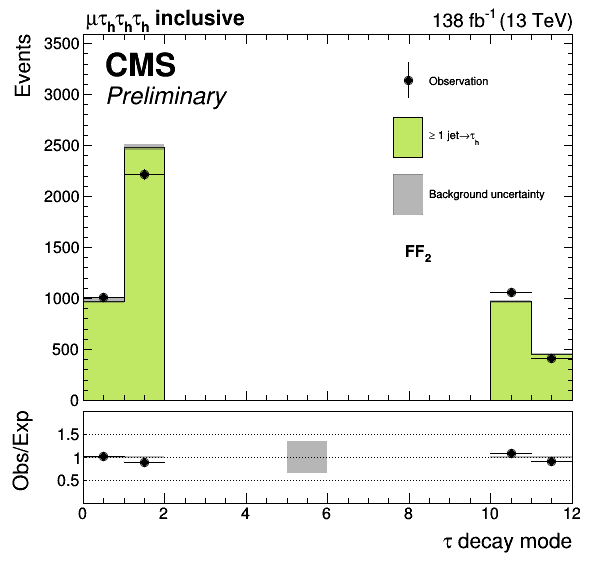 μτₕτₕτₕ inclusive
138 fb⁻¹ (13 TeV)
Events
CMS
Preliminary
Observation
≥ 1 jet→τₕ
Background uncertainty
FF₂
3500
3000
2500
2000
1500
1000
500
0
Obs/Exp
1.5
1
0.5
0 2 4 6 8 10 12
τ decay mode